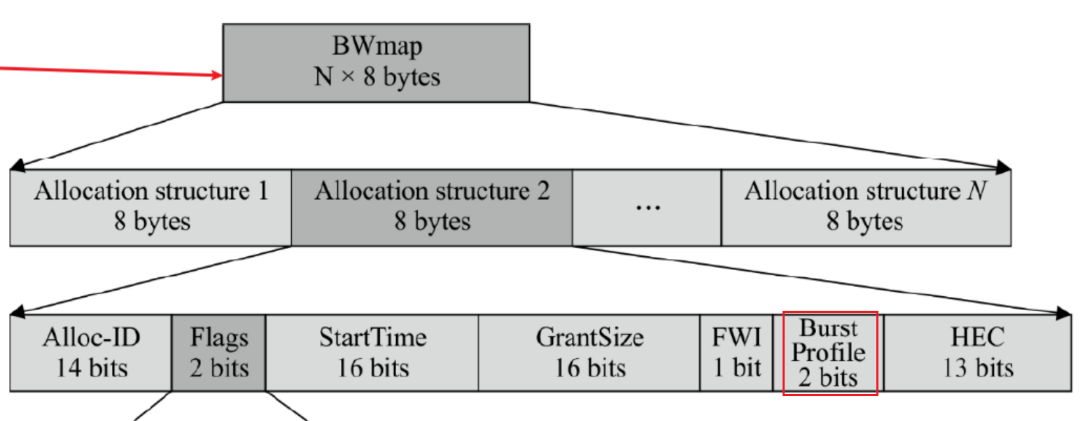 BWmap
N × 8 bytes
Allocation structure 1
8 bytes
Allocation structure 2
8 bytes
...
Allocation structure N
8 bytes
Alloc-ID
14 bits
Flags
2 bits
StartTime
16 bits
GrantSize
16 bits
FWI
1 bit
Burst
Profile
2 bits
HEC
13 bits